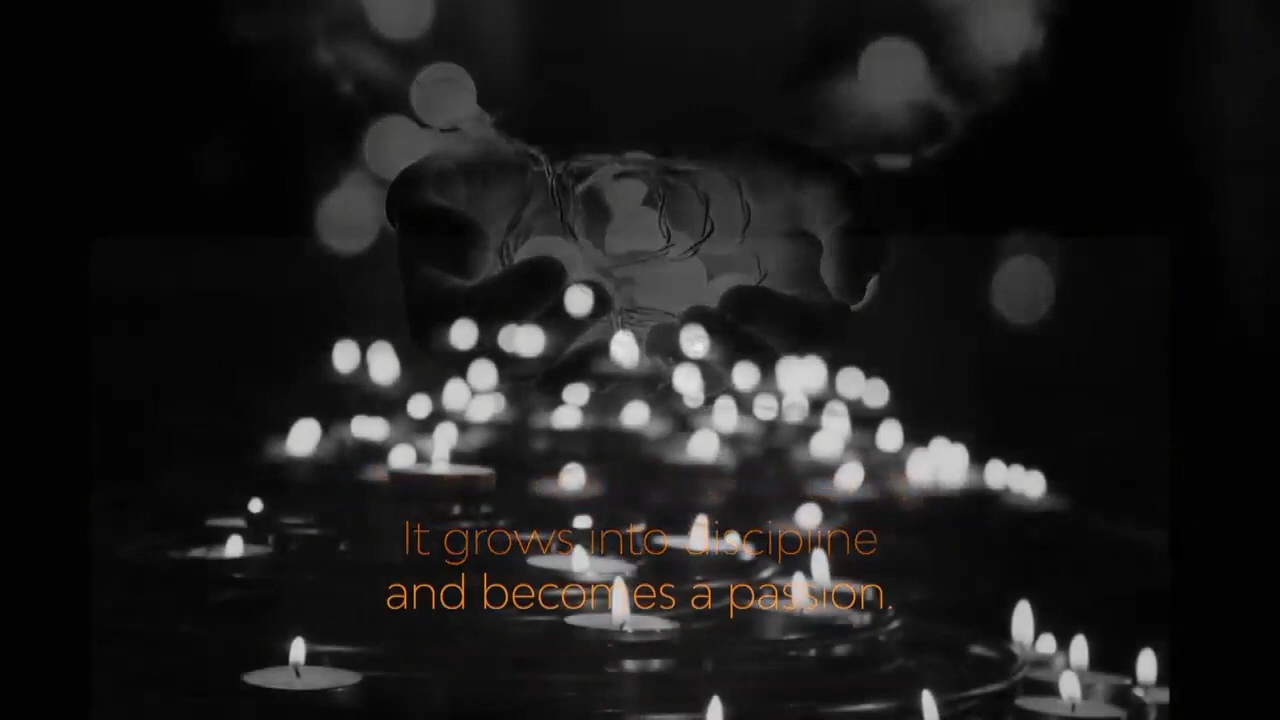 It grows into discipline
and becomes a passion.